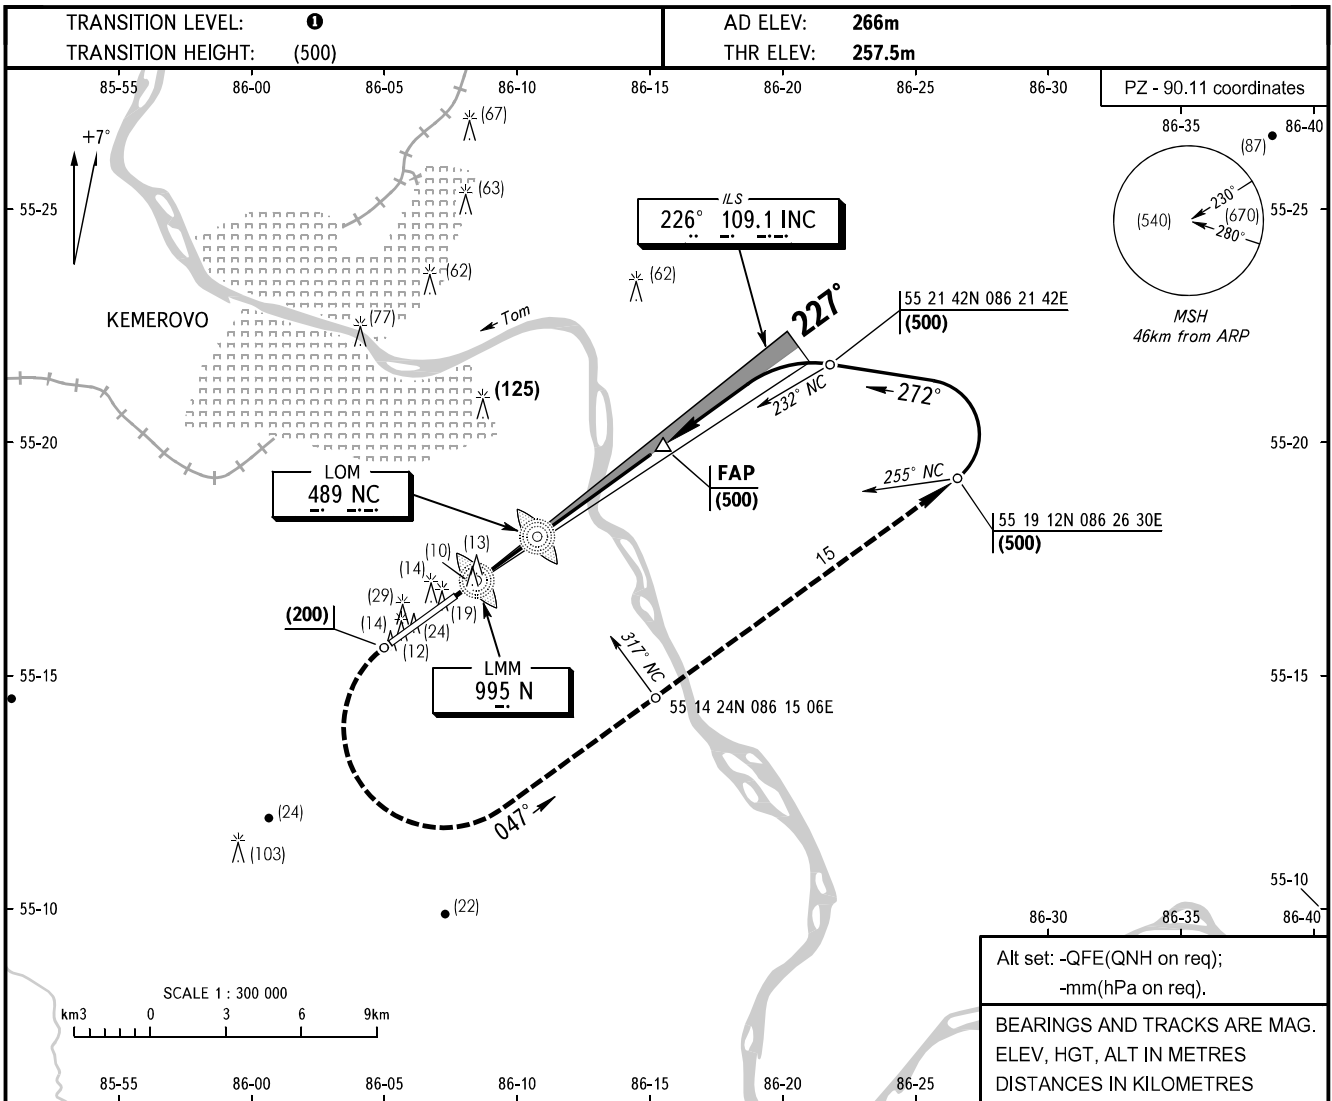 TRANSITION LEVEL: ❶
TRANSITION HEIGHT: (500)
AD ELEV: 266m
THR ELEV: 257.5m
85-55 86-00 86-05 86-10 86-15 86-20 86-25 86-30
PZ - 90.11 coordinates
86-35 86-40
(87)
+7°
(67)
(63)
(62)
(77)
(125)
(62)
55-25
55-25
ILS
226° 109.1 INC
(540)
(670)
230°
280°
MSH
46km from ARP
KEMEROVO
Tom
227°
55 21 42N 086 21 42E
(500)
232° NC
272°
55-20
55-20
FAP
(500)
255° NC
LOM
489 NC
55 19 12N 086 26 30E
(500)
15
(13)
(10)
(14)
(29)
(19)
(14)
(24)
(12)
(200)
317° NC
LMM
995 N
55-15
55-15
55 14 24N 086 15 06E
047°
(24)
(103)
(22)
55-10
55-10
86-30 86-35 86-40
Alt set: -QFE(QNH on req);
-mm(hPa on req).
SCALE 1 : 300 000
km3 0 3 6 9km
BEARINGS AND TRACKS ARE MAG.
ELEV, HGT, ALT IN METRES
DISTANCES IN KILOMETRES
85-55 86-00 86-05 86-10 86-15 86-20 86-25